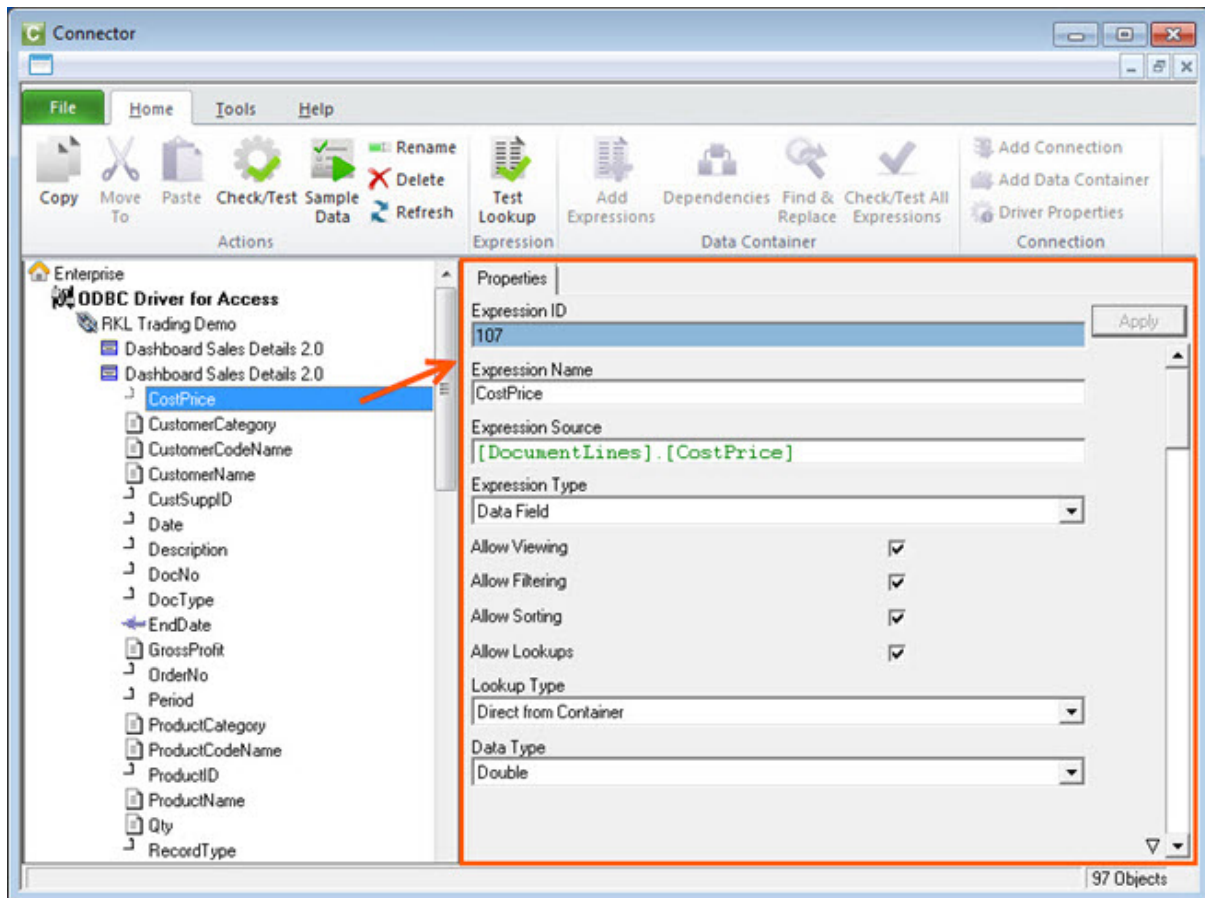 Connector
File Home Tools Help
Copy Move To Paste Check/Test Sample Data Rename Delete Refresh
Actions
Test Lookup
Expression
Add Expressions Dependencies Find & Replace Check/Test All Expressions
Data Container
Add Connection
Add Data Container
Driver Properties
Connection
Enterprise
ODBC Driver for Access
RKL Trading Demo
Dashboard Sales Details 2.0
Dashboard Sales Details 2.0
CostPrice
CustomerCategory
CustomerCodeName
CustomerName
CustSuppID
Date
Description
DocNo
DocType
EndDate
GrossProfit
OrderNo
Period
ProductCategory
ProductCodeName
ProductID
ProductName
Qty
RecordType
Properties
Expression ID
107
Apply
Expression Name
CostPrice
Expression Source
[DocumentLines].[CostPrice]
Expression Type
Data Field
Allow Viewing
Allow Filtering
Allow Sorting
Allow Lookups
Lookup Type
Direct from Container
Data Type
Double
97 Objects